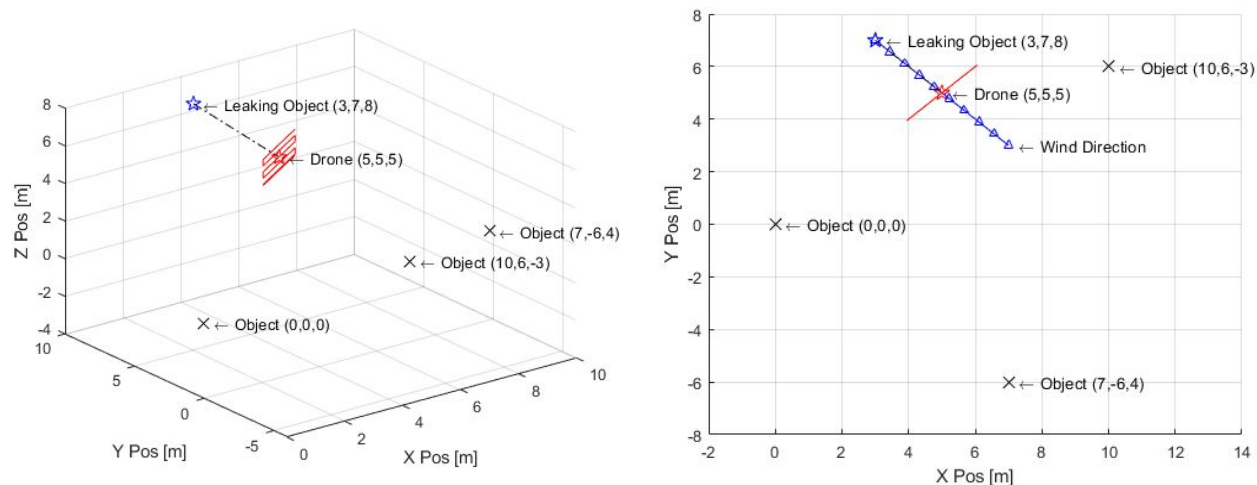 8
6
4
2
0
-2
-4
← Leaking Object (3,7,8)
← Drone (5,5,5)
← Object (7,-6,4)
← Object (10,6,-3)
← Object (0,0,0)
10
5
0
-5
0
2
4
6
8
10
Z Pos [m]
Y Pos [m]
X Pos [m]
8
6
4
2
0
-2
-4
-6
-8
← Leaking Object (3,7,8)
← Object (10,6,-3)
← Drone (5,5,5)
← Wind Direction
← Object (0,0,0)
← Object (7,-6,4)
-2
0
2
4
6
8
10
12
14
Y Pos [m]
X Pos [m]